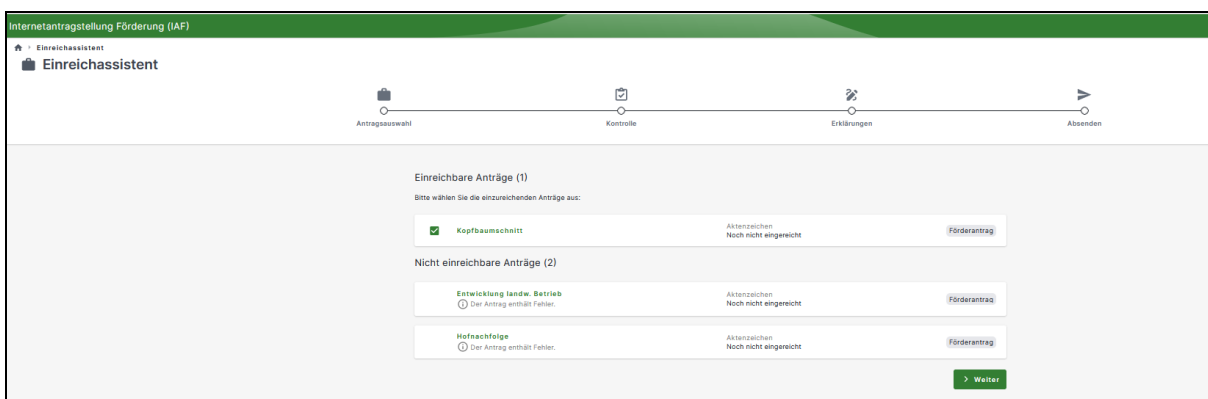 Internetantragstellung Förderung (IAF)
Einreichassistent
Einreichassistent
Antragsauswahl
Kontrolle
Erklärungen
Absenden
Einreichbare Anträge (1)
Bitte wählen Sie die einzureichenden Anträge aus:
Kopfbaumschnitt
Aktenzeichen
Noch nicht eingereicht
Förderantrag
Nicht einreichbare Anträge (2)
Entwicklung landw. Betrieb
Der Antrag enthält Fehler.
Aktenzeichen
Noch nicht eingereicht
Förderantrag
Hofnachfolge
Der Antrag enthält Fehler.
Aktenzeichen
Noch nicht eingereicht
Förderantrag
Weiter